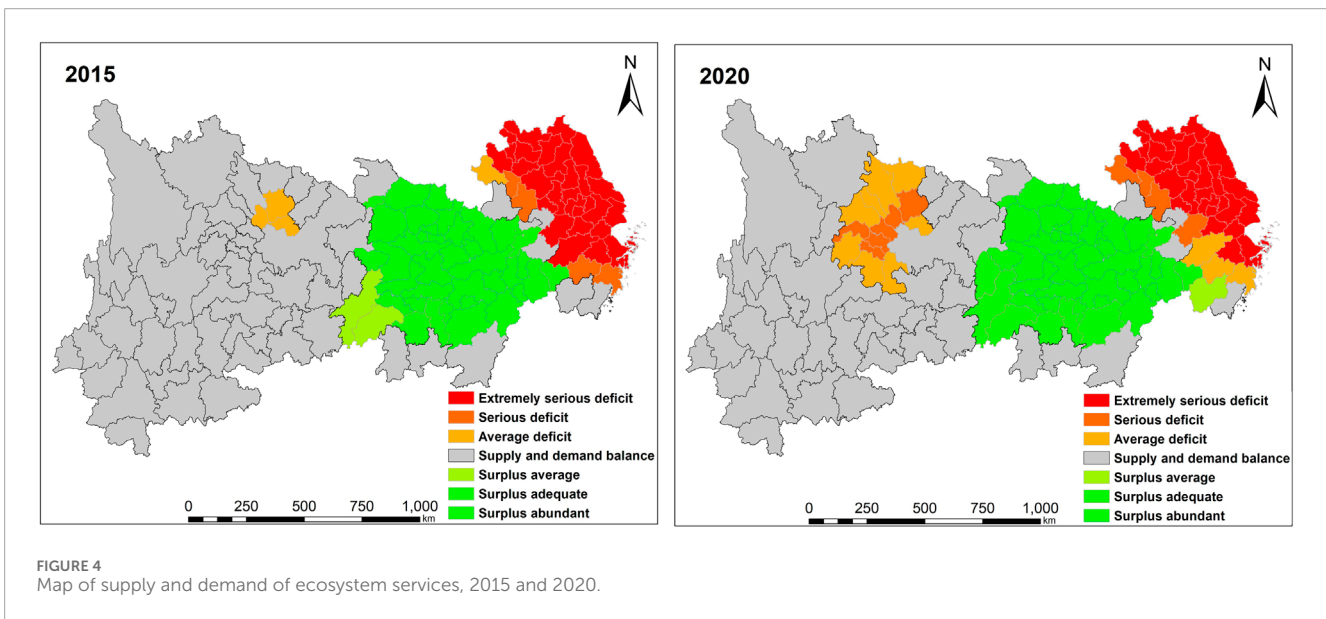 2015
N
Extremely serious deficit
Serious deficit
Average deficit
Supply and demand balance
Surplus average
Surplus adequate
Surplus abundant
0 250 500 750 1,000
km
2020
N
Extremely serious deficit
Serious deficit
Average deficit
Supply and demand balance
Surplus average
Surplus adequate
Surplus abundant
0 250 500 750 1,000
km
FIGURE 4
Map of supply and demand of ecosystem services, 2015 and 2020.